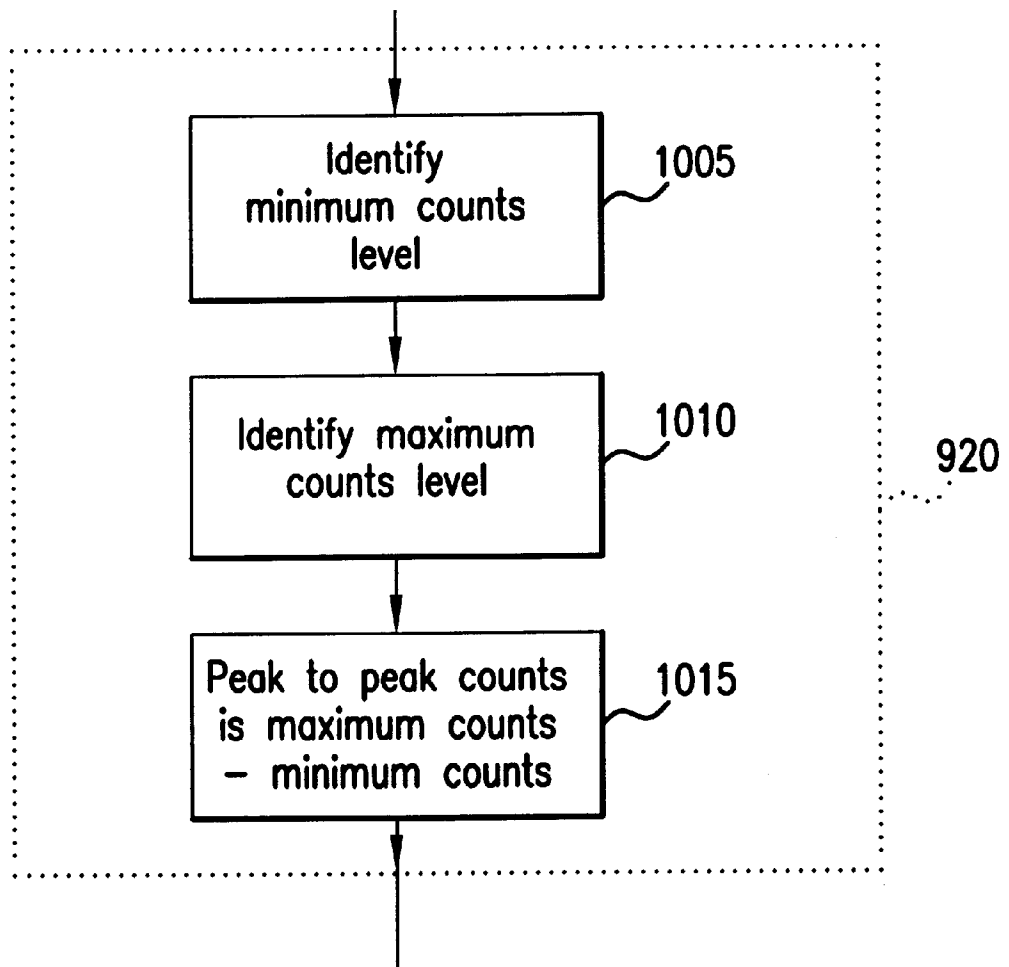 Identify
minimum counts
level
1005
Identify maximum
counts level
1010
920
Peak to peak counts
is maximum counts
– minimum counts
1015